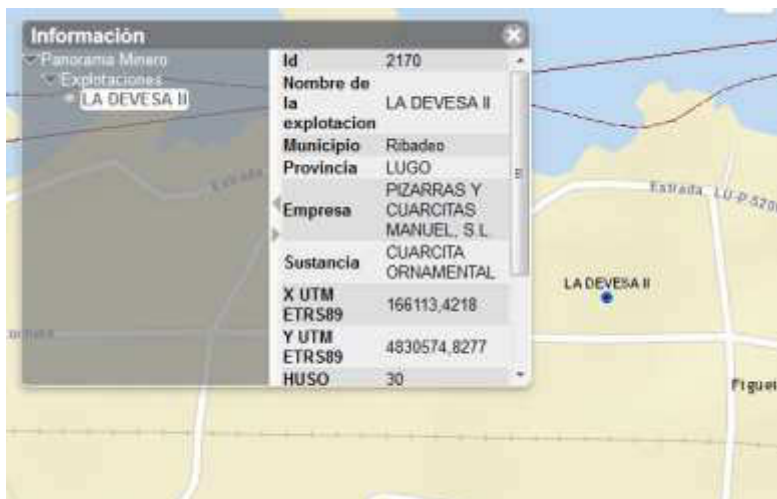 Información
Panorama Minero
Explotaciones
LA DEVESA II
Id 2170
Nombre de
la
explotacion LA DEVESA II
Municipio Ribadeo
Provincia LUGO
Empresa PIZARRAS Y
CUARCITAS
MANUEL, S.L.
Sustancia CUARCITA
ORNAMENTAL
X UTM
ETRS89 166113,4218
Y UTM
ETRS89 4830574,8277
HUSO 30
Estrada
Estrada, LU-P-5206
LA DEVESA II
Figuei